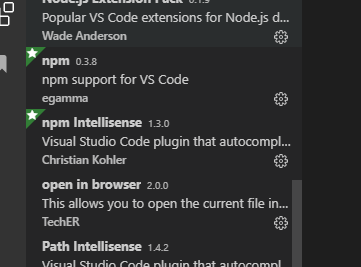 Node.js Extension Pack 0.1.9
Popular VS Code extensions for Node.js d...
Wade Anderson
npm 0.3.8
npm support for VS Code
egamma
npm Intellisense 1.3.0
Visual Studio Code plugin that autocompl...
Christian Kohler
open in browser 2.0.0
This allows you to open the current file in...
TechER
Path Intellisense 1.4.2
Visual Studio Code plugin that autocompl...